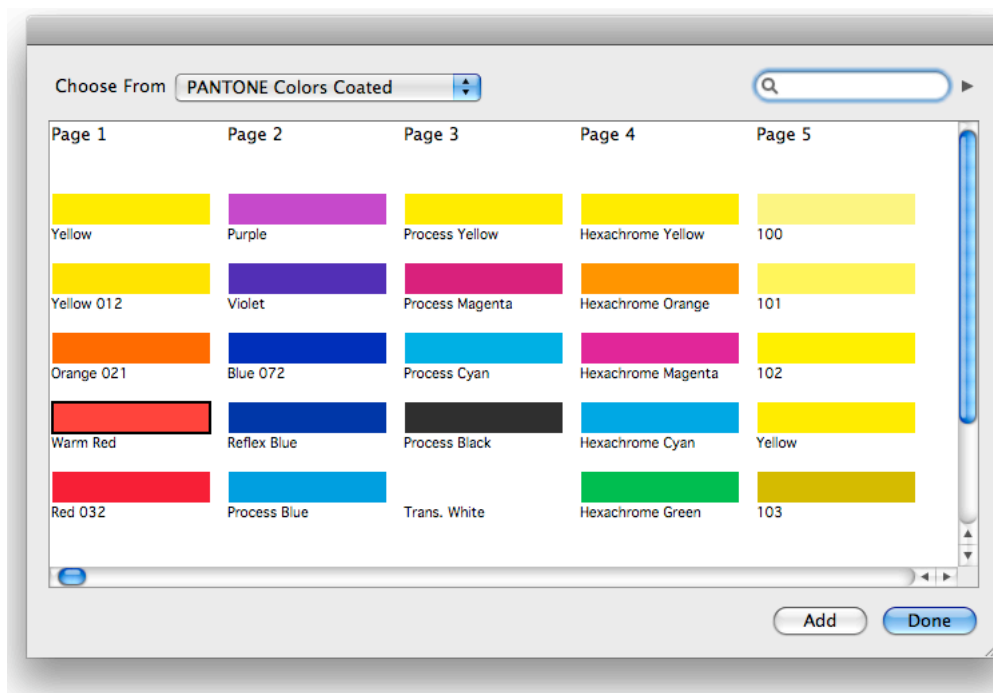 Choose From PANTONE Colors Coated
Page 1 Page 2 Page 3 Page 4 Page 5
Yellow Purple Process Yellow Hexachrome Yellow 100
Yellow 012 Violet Process Magenta Hexachrome Orange 101
Orange 021 Blue 072 Process Cyan Hexachrome Magenta 102
Warm Red Reflex Blue Process Black Hexachrome Cyan Yellow
Red 032 Process Blue Trans. White Hexachrome Green 103
Add Done